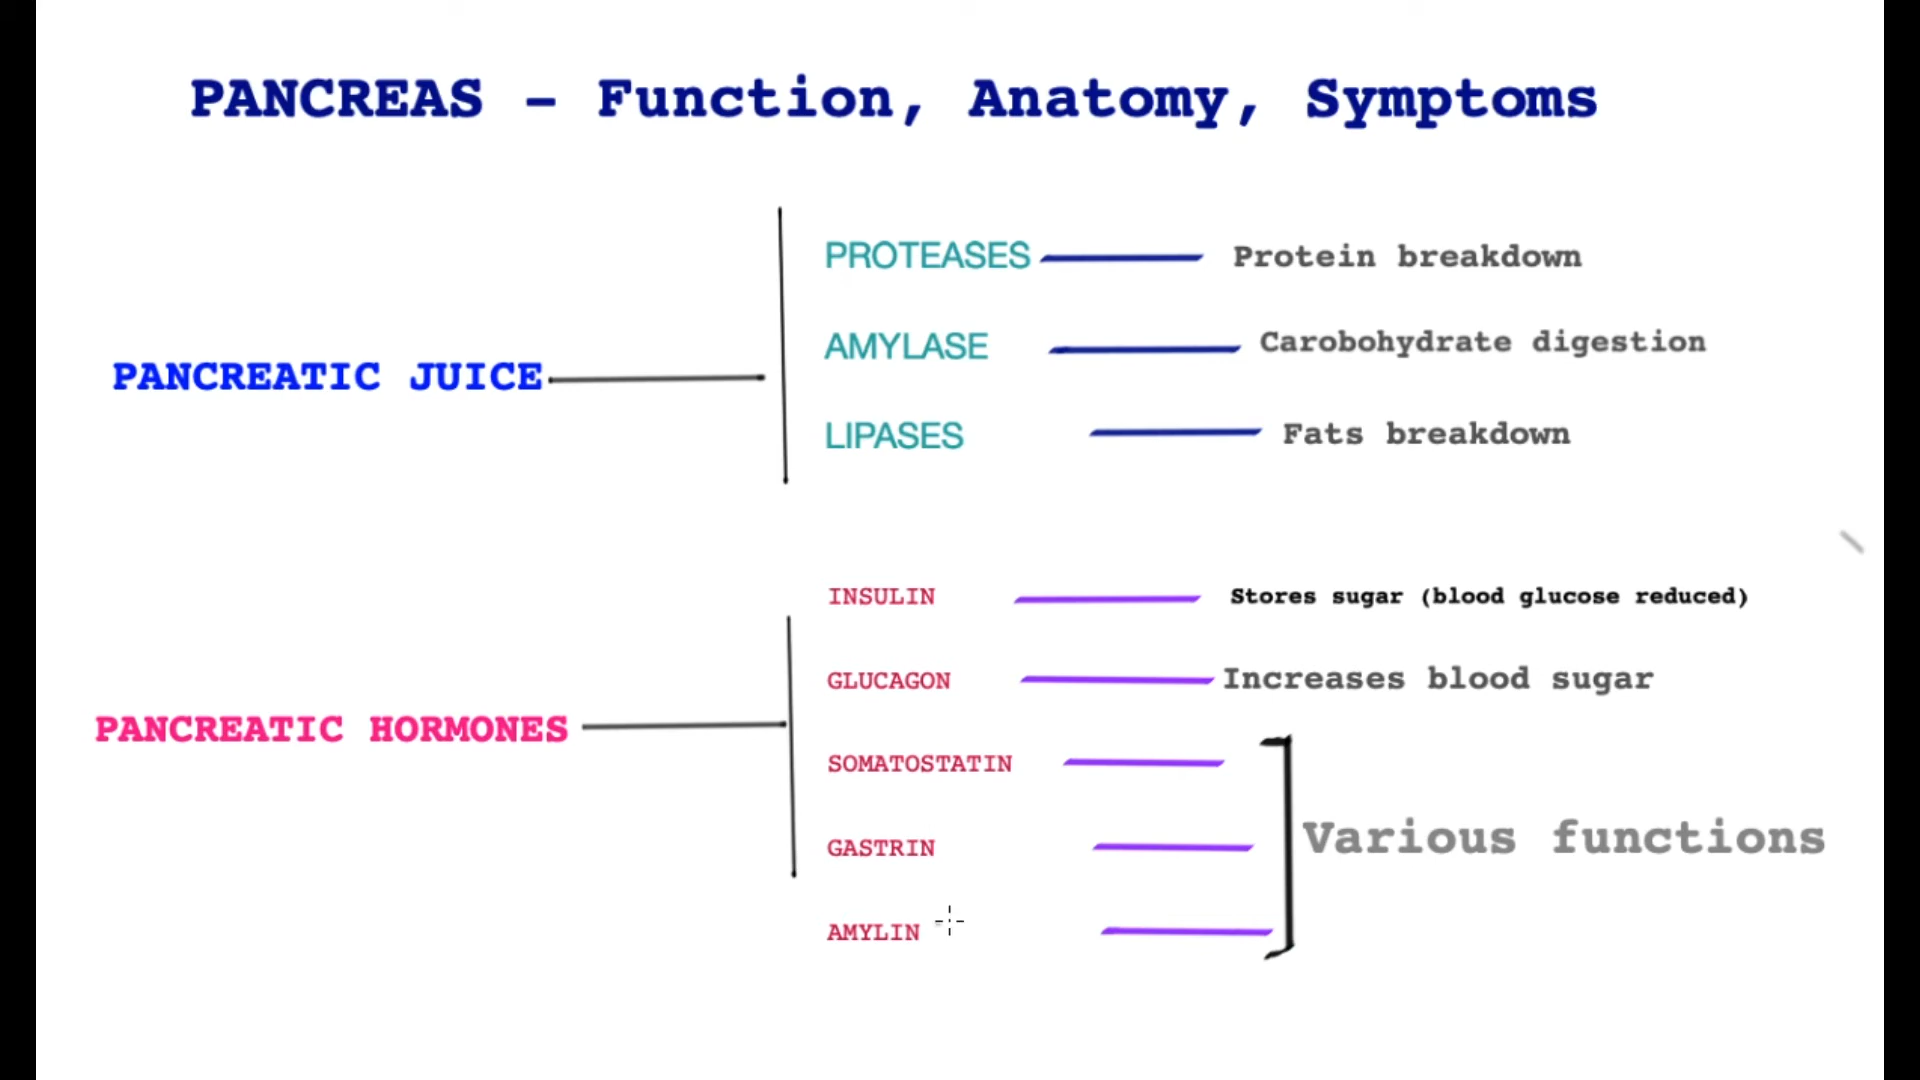 PANCREAS - Function, Anatomy, Symptoms
PANCREATIC JUICE
PROTEASES Protein breakdown
AMYLASE Carobohydrate digestion
LIPASES Fats breakdown
PANCREATIC HORMONES
INSULIN Stores sugar (blood glucose reduced)
GLUCAGON Increases blood sugar
SOMATOSTATIN
GASTRIN
AMYLIN
Various functions